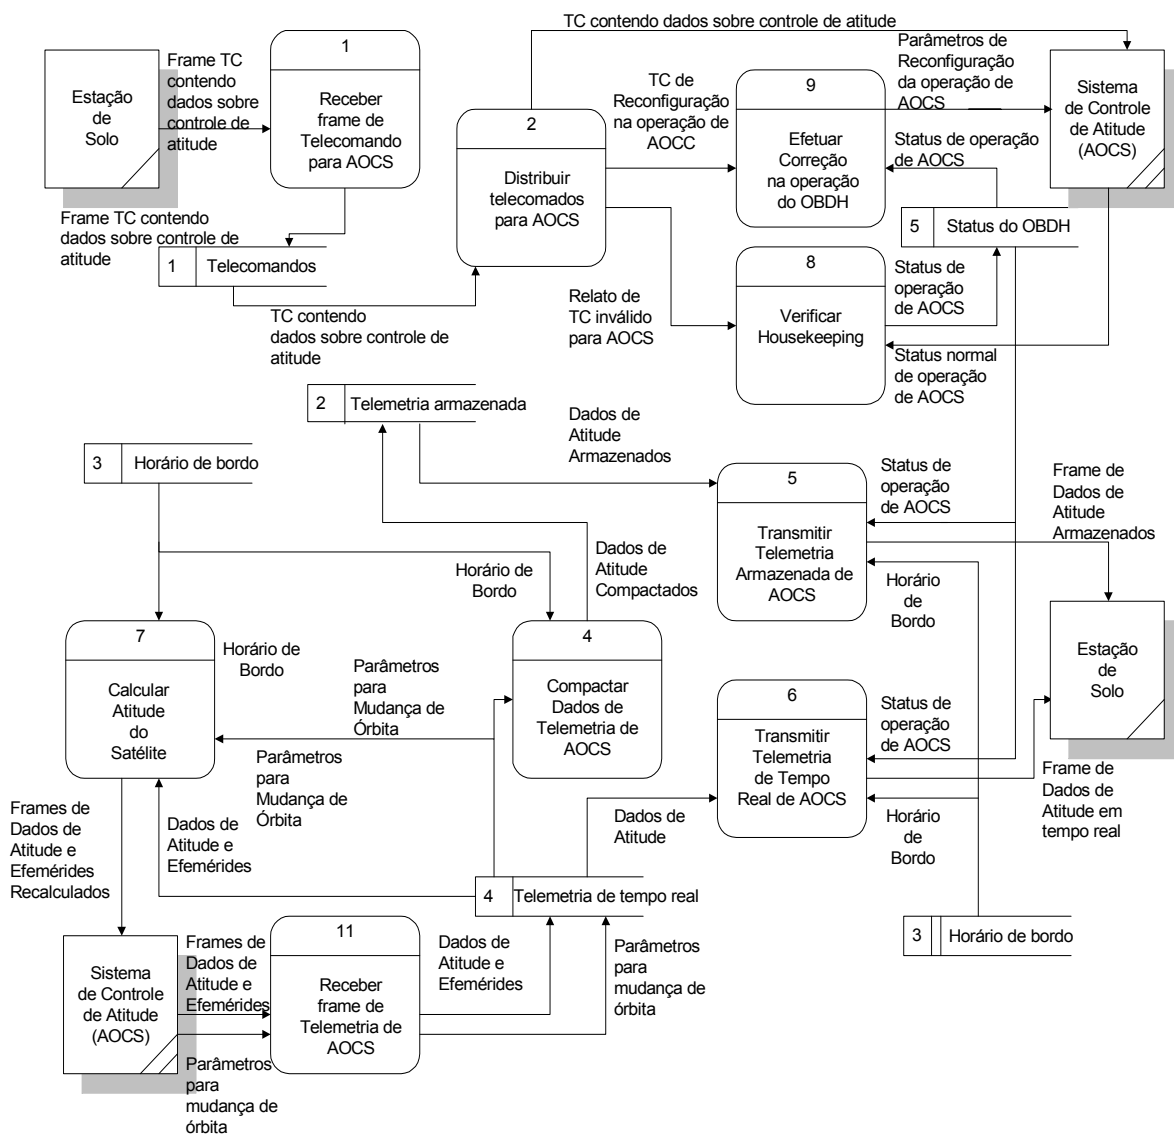 TC contendo dados sobre controle de atitude
Estação
de
Solo
Frame TC
contendo
dados sobre
controle de
atitude
1
Receber
frame de
Telecomando
para AOCS
2
Distribuir
telecomados
para AOCS
TC de
Reconfiguração
na operação de
AOCC
9
Efetuar
Correção
na operação
do OBDH
Parâmetros de
Reconfiguração
da operação de
AOCS
Status de operação
de AOCS
Sistema
de Controle
de Atitude
(AOCS)
Frame TC contendo
dados sobre controle de
atitude
1 Telecomandos
TC contendo
dados sobre controle de
atitude
5 Status do OBDH
Relato de
TC inválido
para AOCS
8
Verificar
Housekeeping
Status de
operação
de AOCS
Status normal
de operação
de AOCS
2 Telemetria armazenada
Dados de
Atitude
Armazenados
3 Horário de bordo
5
Transmitir
Telemetria
Armazenada de
AOCS
Status de
operação
de AOCS
Frame de
Dados de
Atitude
Armazenados
Horário de
Bordo
Dados de
Atitude
Compactados
Horário
de
Bordo
7
Calcular
Atitude
do
Satélite
Horário de
Bordo
Parâmetros
para
Mudança de
Órbita
4
Compactar
Dados de
Telemetria de
AOCS
Estação
de
Solo
6
Transmitir
Telemetria
de Tempo
Real de AOCS
Status de
operação
de AOCS
Parâmetros
para
Mudança de
Órbita
Frame de
Dados de
Atitude em
tempo real
Frames de
Dados de
Atitude e
Efemérides
Recalculados
Dados de
Atitude e
Efemérides
Dados de
Atitude
Horário
de
Bordo
4 Telemetria de tempo real
3 Horário de bordo
Sistema
de Controle
de Atitude
(AOCS)
Frames de
Dados de
Atitude e
Efemérides
11
Receber
frame de
Telemetria de
AOCS
Dados de
Atitude e
Efemérides
Parâmetros
para
mudança de
órbita
Parâmetros
para
mudança de
órbita